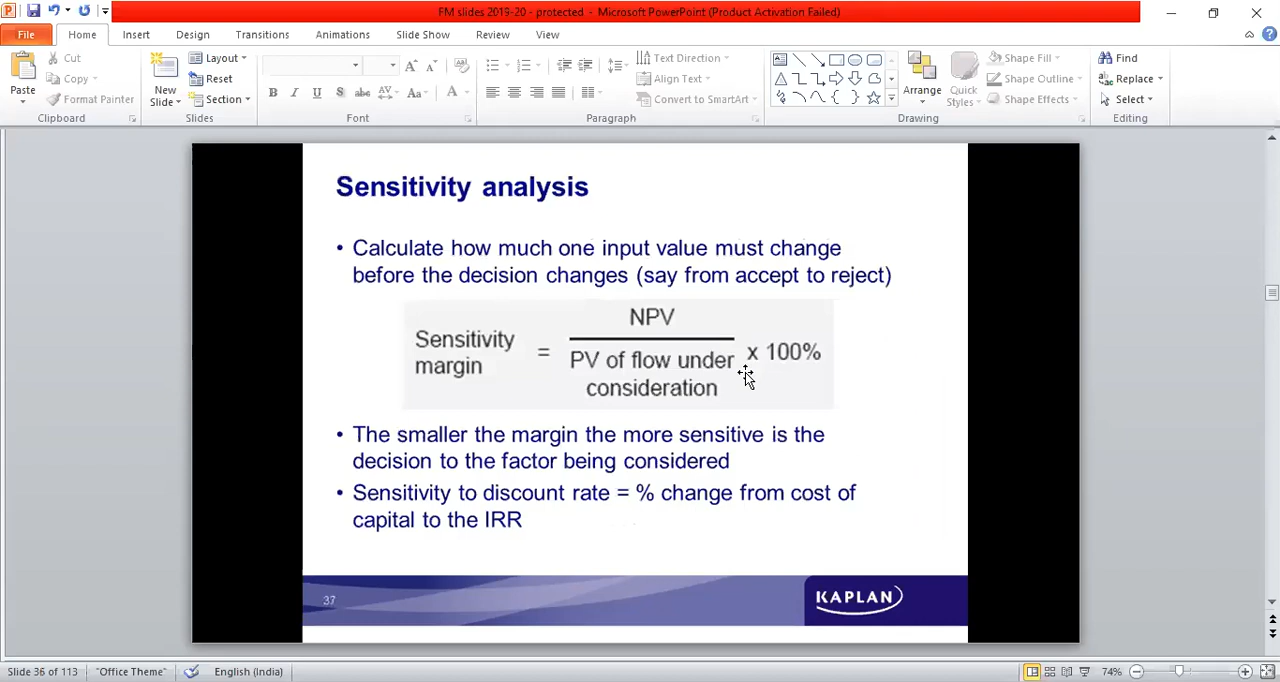 FM slides 2019-20 - protected - Microsoft PowerPoint (Product Activation Failed)
File Home Insert Design Transitions Animations Slide Show Review View
Paste
Cut
Copy
Format Painter
Clipboard
New
Slide
Layout
Reset
Section
Slides
B I U S abc AV Aa A
Font
Text Direction
Align Text
Convert to SmartArt
Paragraph
Arrange
Quick
Styles
Shape Fill
Shape Outline
Shape Effects
Drawing
Find
Replace
Select
Editing
Sensitivity analysis
• Calculate how much one input value must change
before the decision changes (say from accept to reject)
Sensitivity
margin
=
NPV
PV of flow under
consideration
x 100%
• The smaller the margin the more sensitive is the
decision to the factor being considered
• Sensitivity to discount rate = % change from cost of
capital to the IRR
37
KAPLAN
Slide 36 of 113 "Office Theme" English (India) 74%